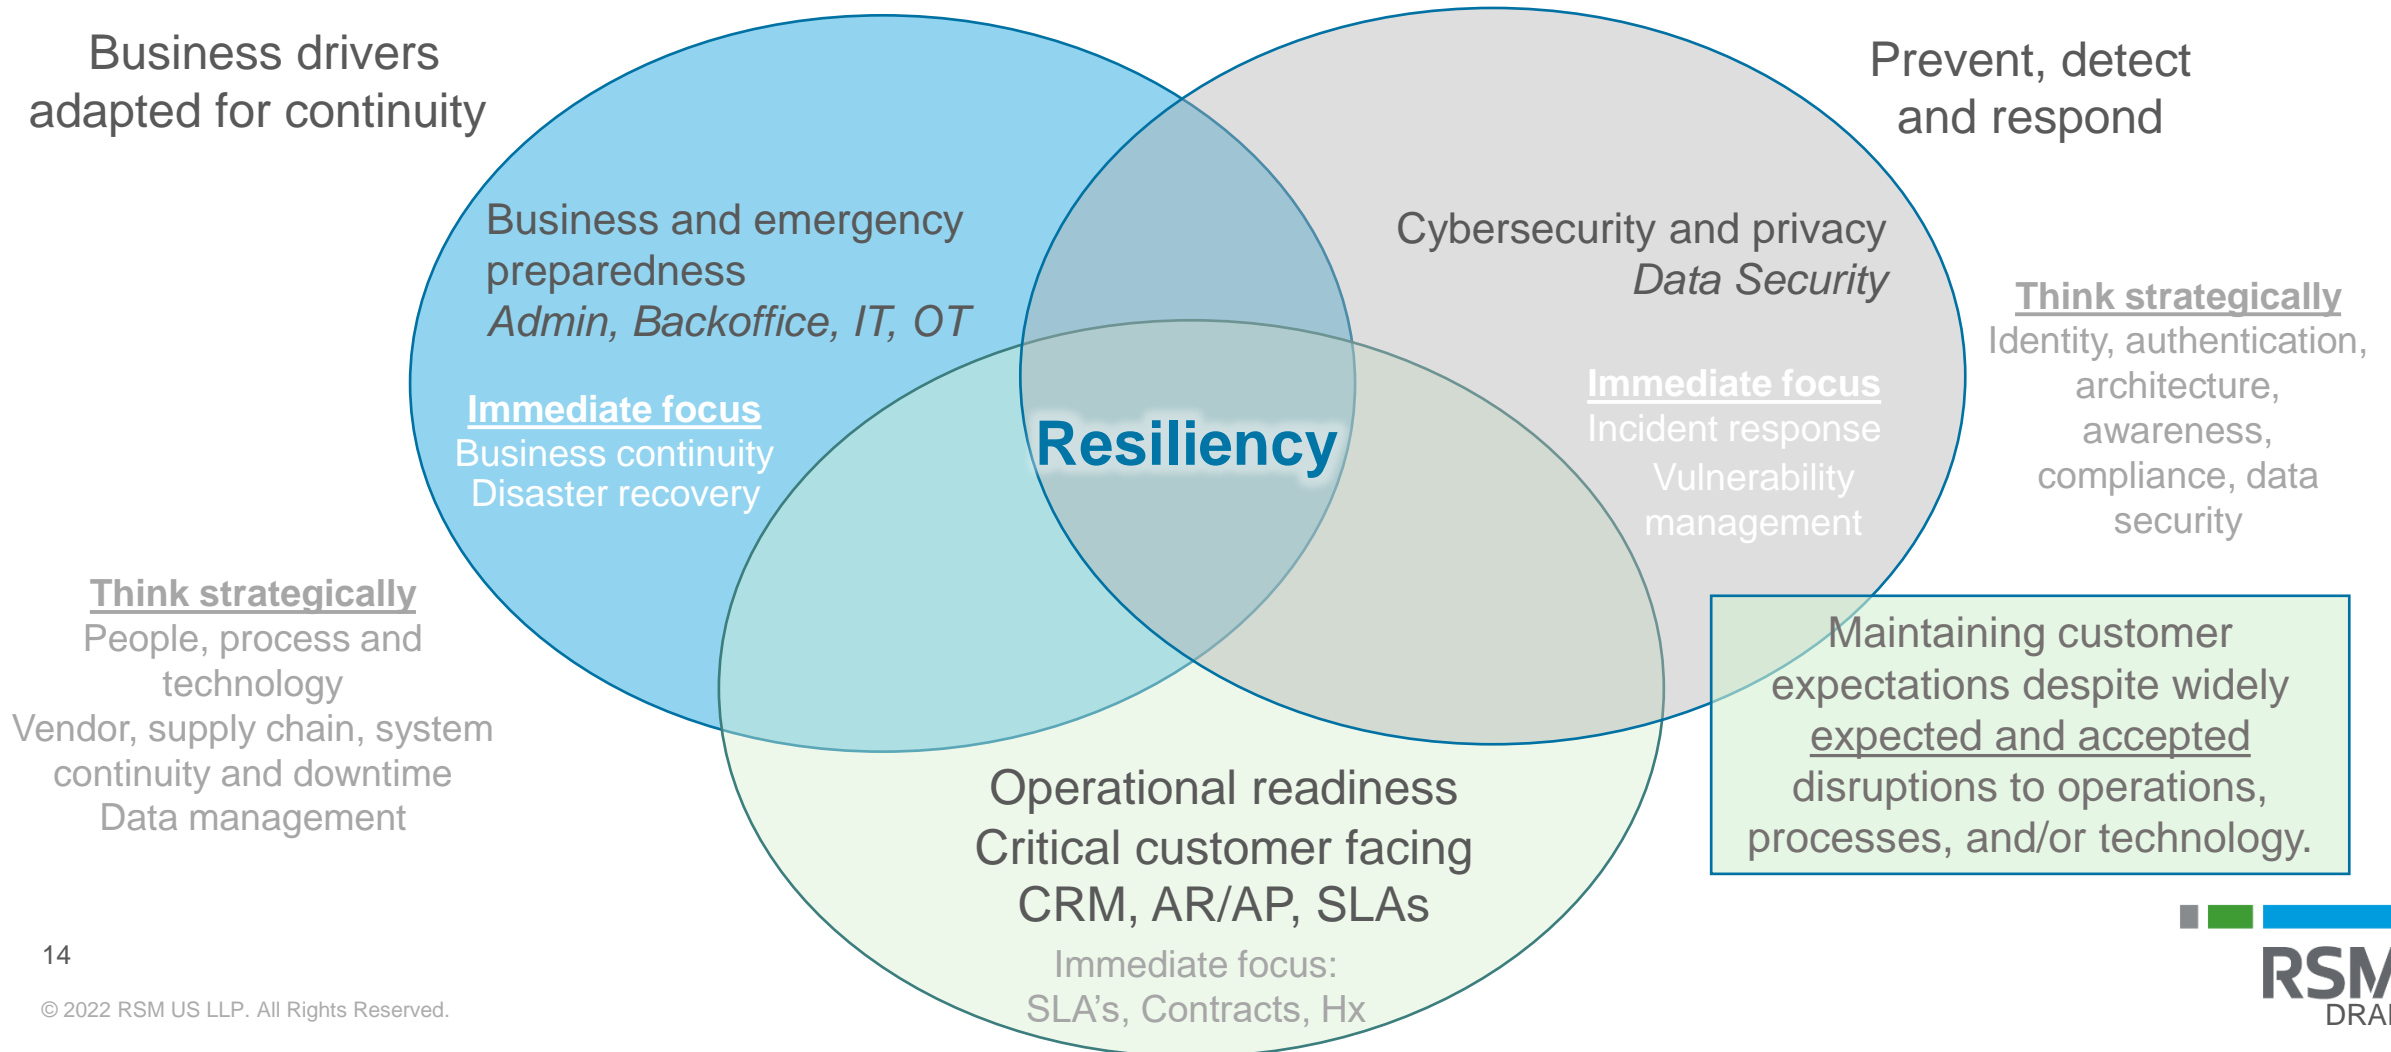 Business drivers
adapted for continuity
Prevent, detect
and respond
Business and emergency
preparedness
Admin, Backoffice, IT, OT
Immediate focus
Business continuity
Disaster recovery
Cybersecurity and privacy
Data Security
Immediate focus
Incident response
Vulnerability
management
Think strategically
Identity, authentication,
architecture,
awareness,
compliance, data
security
Resiliency
Think strategically
People, process and
technology
Vendor, supply chain, system
continuity and downtime
Data management
Maintaining customer
expectations despite widely
expected and accepted
disruptions to operations,
processes, and/or technology.
Operational readiness
Critical customer facing
CRM, AR/AP, SLAs
Immediate focus:
SLA's, Contracts, Hx
14
© 2022 RSM US LLP. All Rights Reserved.
RSM